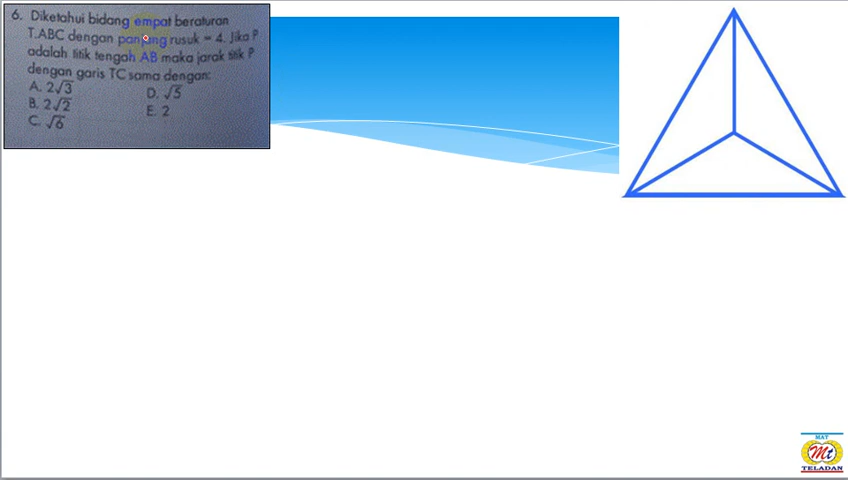 6. Diketahui bidang empat beraturan
T.ABC dengan panjang rusuk = 4. Jika P
adalah titik tengah AB maka jarak titik P
dengan garis TC sama dengan:
A. 2√3 D. √5
B. 2√2 E. 2
C. √6
MAT
Mt
TELADAN